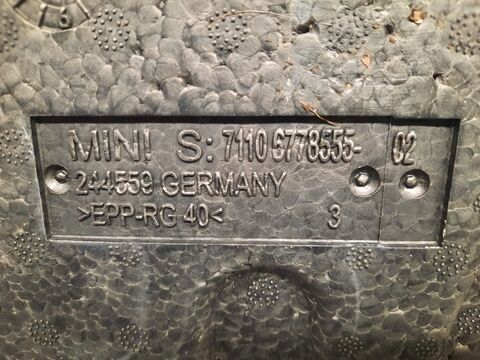 MINI S: 7110 6778555- 02
244559 GERMANY
>EPP-RG 40< 3